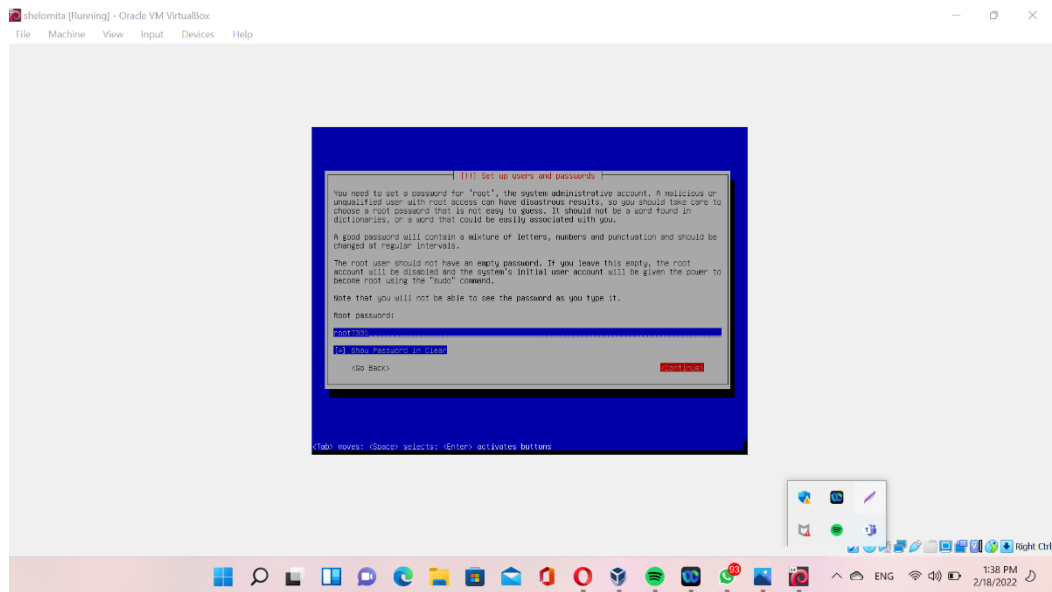 shelomita [Running] - Oracle VM VirtualBox
File Machine View Input Devices Help
[!!] Set up users and passwords
You need to set a password for 'root', the system administrative account. A malicious or
unqualified user with root access can have disastrous results, so you should take care to
choose a root password that is not easy to guess. It should not be a word found in
dictionaries, or a word that could be easily associated with you.
A good password will contain a mixture of letters, numbers and punctuation and should be
changed at regular intervals.
The root user should not have an empty password. If you leave this empty, the root
account will be disabled and the system's initial user account will be given the power to
become root using the "sudo" command.
Note that you will not be able to see the password as you type it.
Root password:
[*] Show Password in Clear
<Go Back> <Continue>
<Tab> moves; <Space> selects; <Enter> activates buttons
Right Ctrl
93
ENG
1:38 PM
2/18/2022